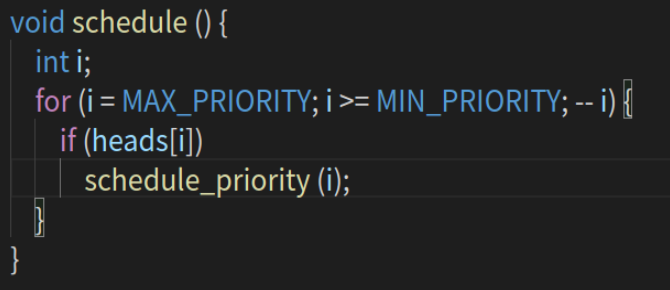 void schedule () {
int i;
for (i = MAX_PRIORITY; i >= MIN_PRIORITY; -- i) {
if (heads[i])
schedule_priority (i);
}
}